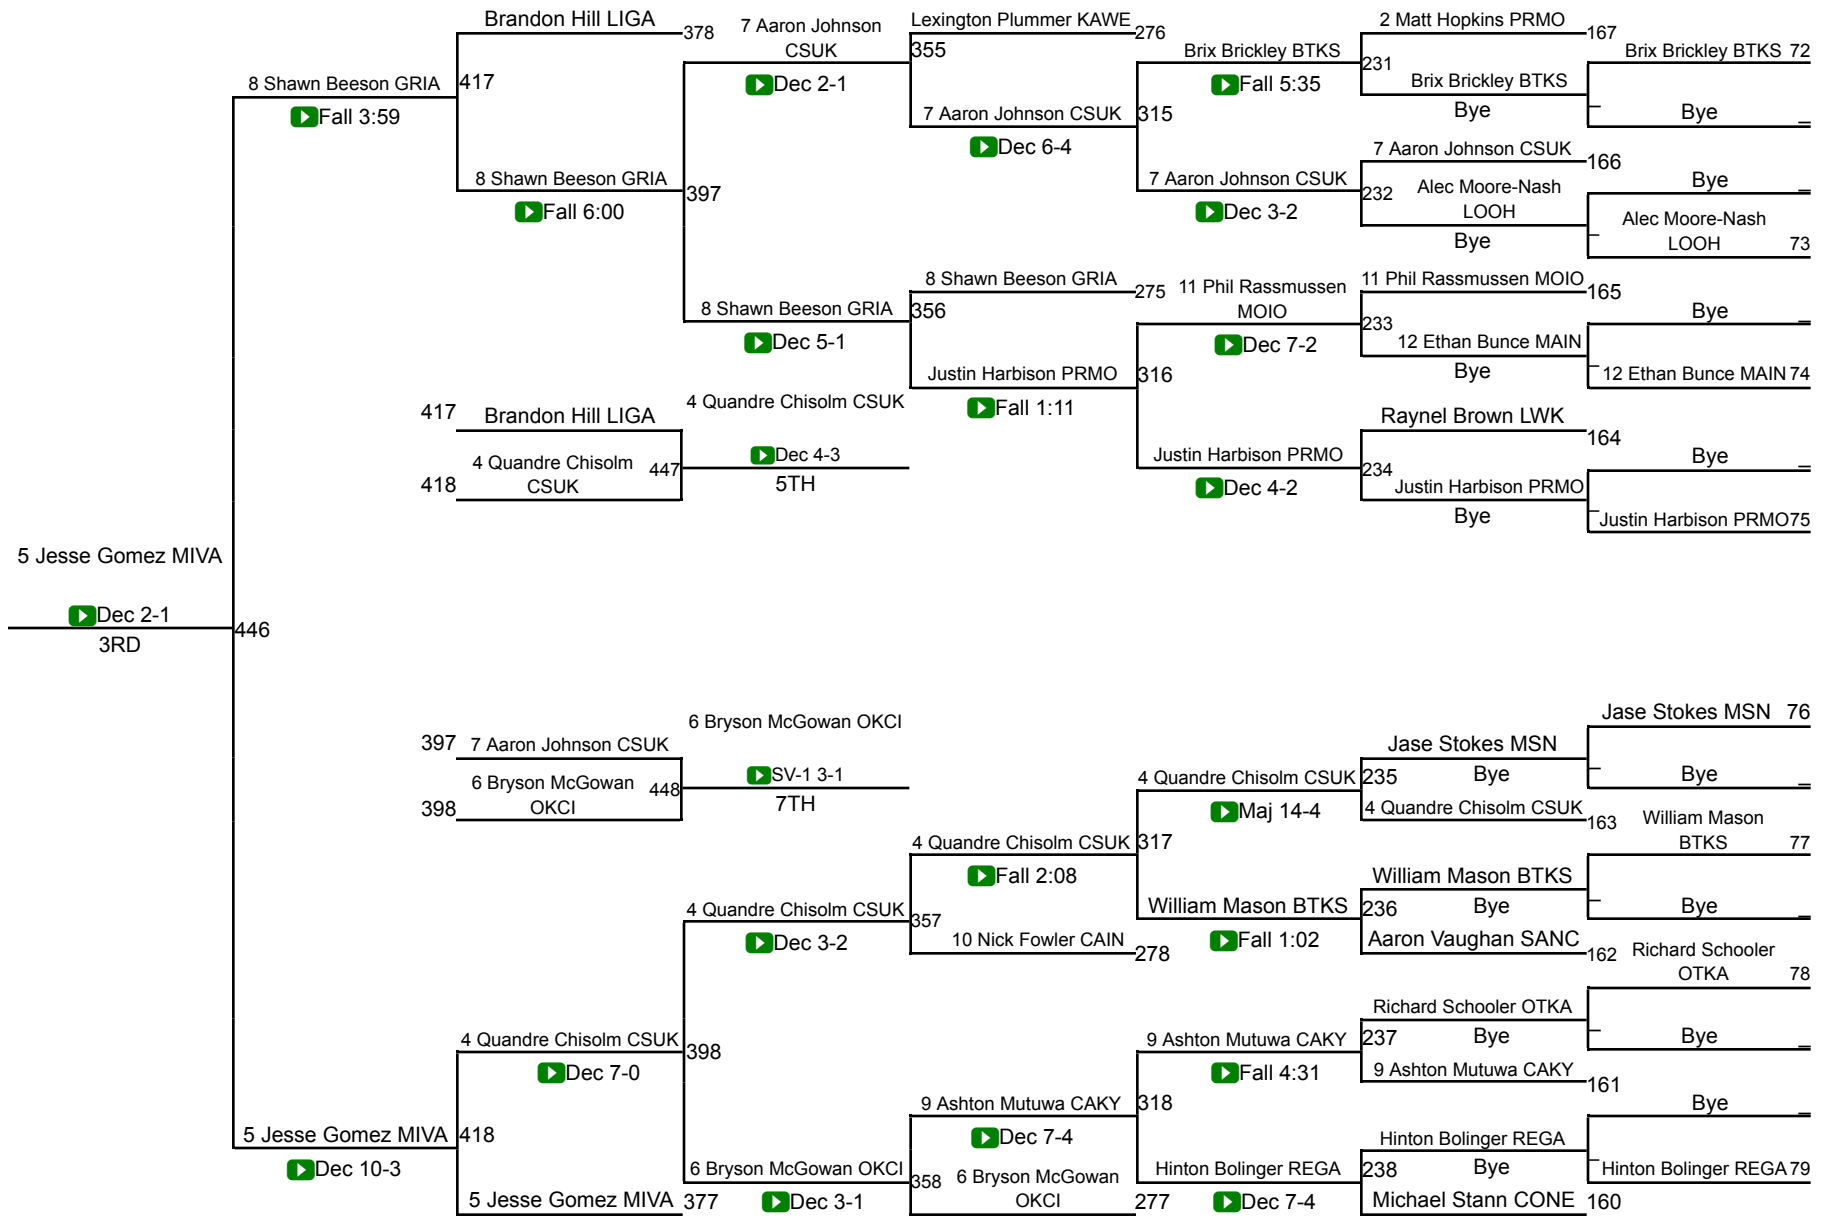 Brandon Hill LIGA
378
7 Aaron Johnson
CSUK
Dec 2-1
Lexington Plummer KAWE
276
355
Brix Brickley BTKS
Fall 5:35
2 Matt Hopkins PRMO
167
231
Brix Brickley BTKS
Bye
Brix Brickley BTKS 72
Bye _
_
8 Shawn Beeson GRIA
417
Fall 3:59
7 Aaron Johnson CSUK
315
Dec 6-4
7 Aaron Johnson CSUK
166
8 Shawn Beeson GRIA
397
Fall 6:00
7 Aaron Johnson CSUK
232
Dec 3-2
Alec Moore-Nash
LOOH
Bye
Bye _
_
Alec Moore-Nash
LOOH 73
8 Shawn Beeson GRIA
275
8 Shawn Beeson GRIA
356
Dec 5-1
11 Phil Rassmussen
MOIO
Dec 7-2
11 Phil Rassmussen MOIO
165
233
12 Ethan Bunce MAIN
Bye
Bye _
_
12 Ethan Bunce MAIN 74
Justin Harbison PRMO
316
Fall 1:11
417
Brandon Hill LIGA
4 Quandre Chisolm CSUK
4 Quandre Chisolm
CSUK
447
418
Dec 4-3
5TH
Justin Harbison PRMO
234
Dec 4-2
Raynel Brown LWK
164
Justin Harbison PRMO
Bye
Bye _
_
Justin Harbison PRMO 75
5 Jesse Gomez MIVA
Dec 2-1
3RD
446
6 Bryson McGowan OKCI
397
7 Aaron Johnson CSUK
6 Bryson McGowan
OKCI
448
398
SV-1 3-1
7TH
Jase Stokes MSN 76
Jase Stokes MSN
Bye
_
Bye _
4 Quandre Chisolm CSUK
235
Maj 14-4
4 Quandre Chisolm CSUK
163
William Mason
BTKS 77
4 Quandre Chisolm CSUK
317
Fall 2:08
William Mason BTKS
Bye
_
Bye _
4 Quandre Chisolm CSUK
357
Dec 3-2
William Mason BTKS
236
Fall 1:02
Aaron Vaughan SANC
162
10 Nick Fowler CAIN
278
Richard Schooler
OTKA 78
Richard Schooler OTKA
Bye
_
Bye _
4 Quandre Chisolm CSUK
398
Dec 7-0
9 Ashton Mutuwa CAKY
237
Fall 4:31
9 Ashton Mutuwa CAKY
161
9 Ashton Mutuwa CAKY
318
Dec 7-4
Bye _
5 Jesse Gomez MIVA
418
Dec 10-3
Hinton Bolinger REGA
Bye
_
Hinton Bolinger REGA 79
6 Bryson McGowan OKCI
358
Dec 3-1
6 Bryson McGowan
OKCI
277
Hinton Bolinger REGA
238
Dec 7-4
5 Jesse Gomez MIVA
377
Michael Stann CONE
160